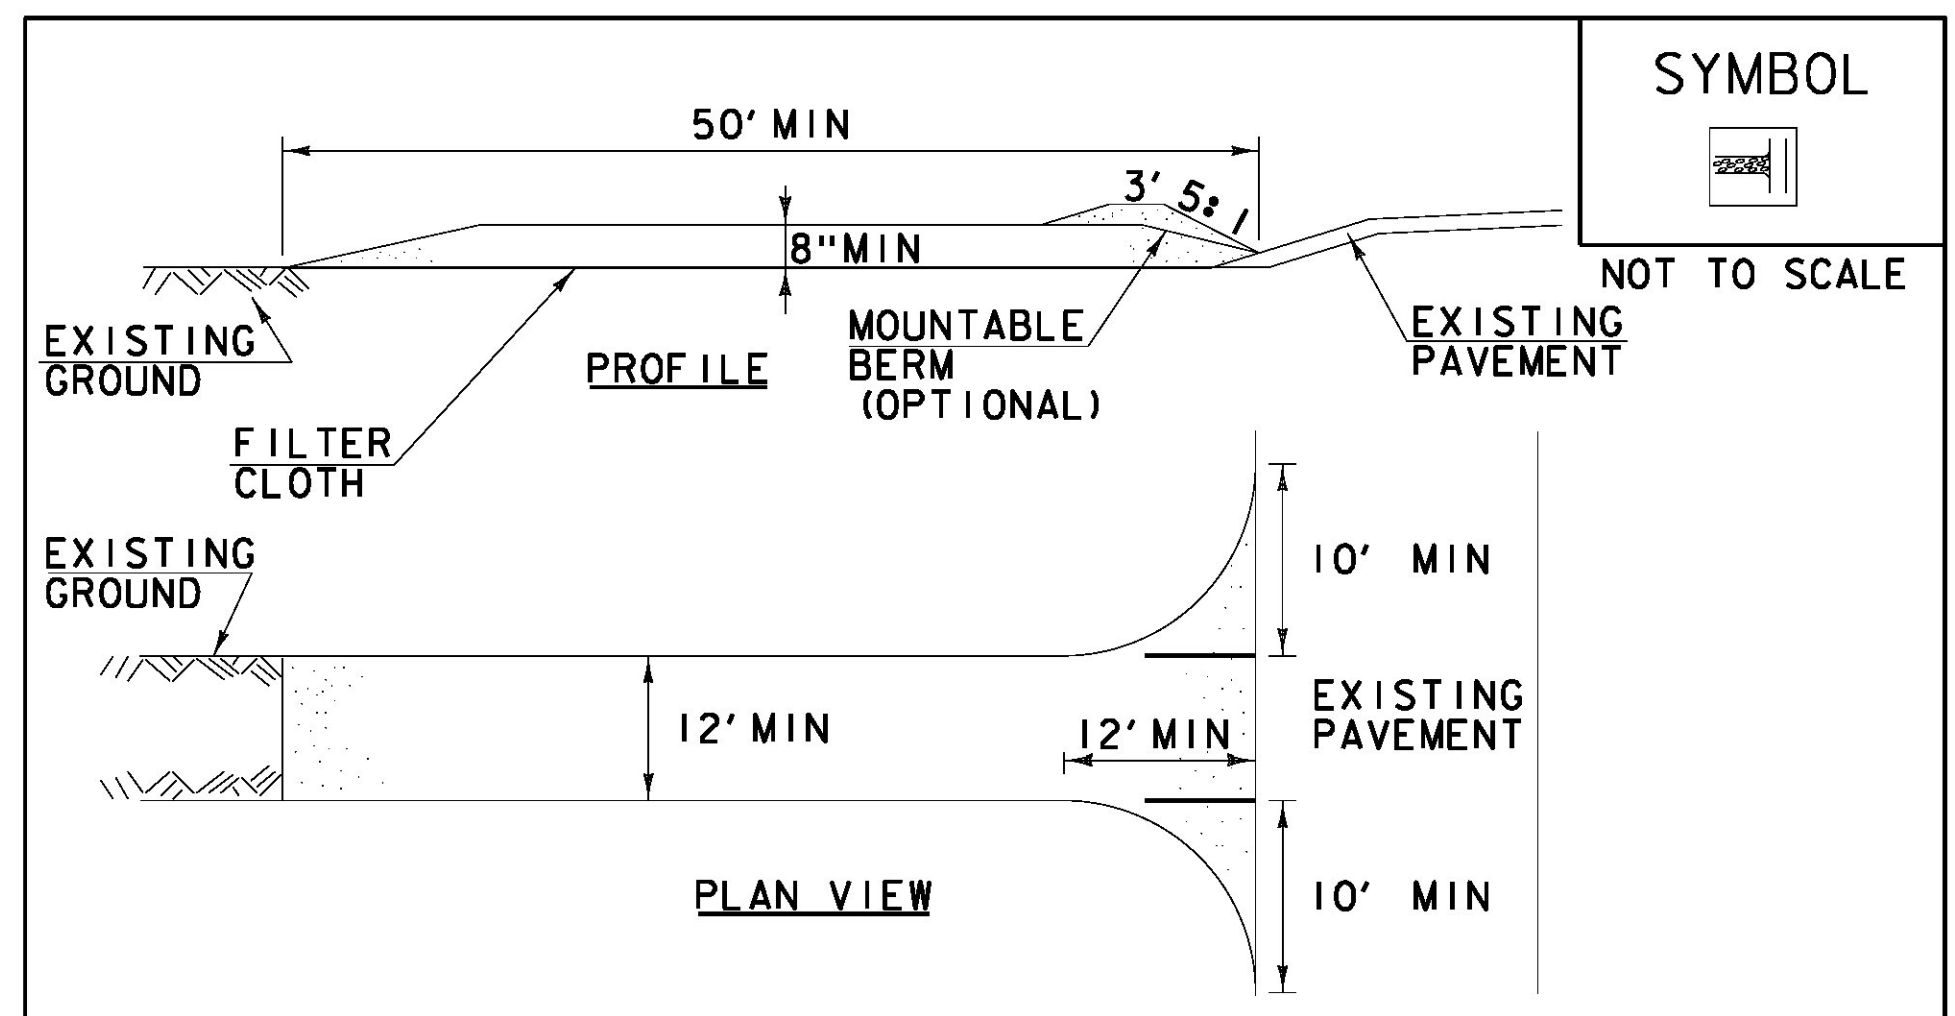 SYMBOL
50' MIN
3' 5:1
8" MIN
NOT TO SCALE
EXISTING
GROUND
PROFILE
MOUNTABLE
BERM
(OPTIONAL)
EXISTING
PAVEMENT
FILTER
CLOTH
EXISTING
GROUND
10' MIN
12' MIN
12' MIN
EXISTING
PAVEMENT
PLAN VIEW
10' MIN